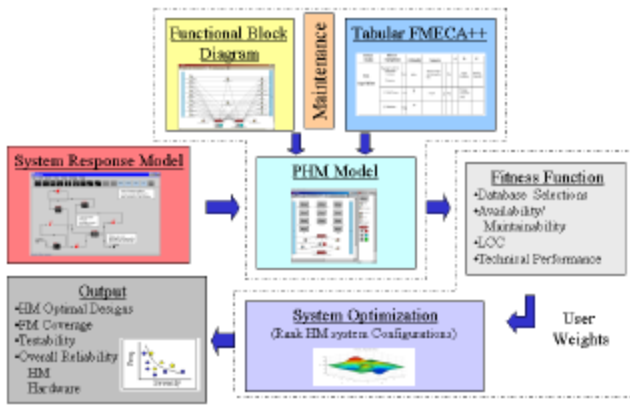 Functional Block
Diagram
Maintenance
Tabular FMECA++
System Response Model
PHM Model
Fitness Function
•Database Selections
•Availability/
Maintainability
•LCC
•Technical Performance
User
Weights
System Optimization
(Rank HM system Configurations)
Output
•HM Optimal Designs
•FM Coverage
•Testability
•Overall Reliability
HM
Hardware
Freq
Severity